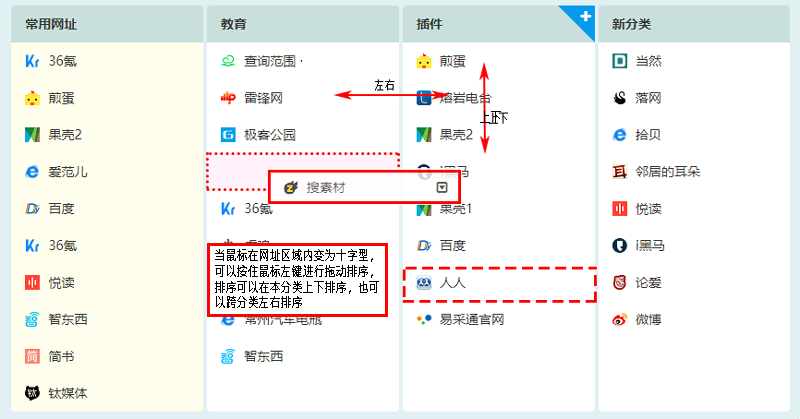 常用网址
36氪
煎蛋
果壳2
爱范儿
百度
36氪
悦读
智东西
简书
钛媒体
教育
查询范围·
雷锋网
极客公园
搜素材
36氪
当鼠标在网址区域内变为十字型，
可以按住鼠标左键进行拖动排序，
排序可以在本分类上下排序，也可
以跨分类左右排序
常州汽车电瓶
智东西
左右
插件
煎蛋
熔岩电台
上下
果壳2
i黑马
果壳1
百度
人人
易采通官网
新分类
当然
落网
拾贝
邻居的耳朵
悦读
i黑马
论爱
微博